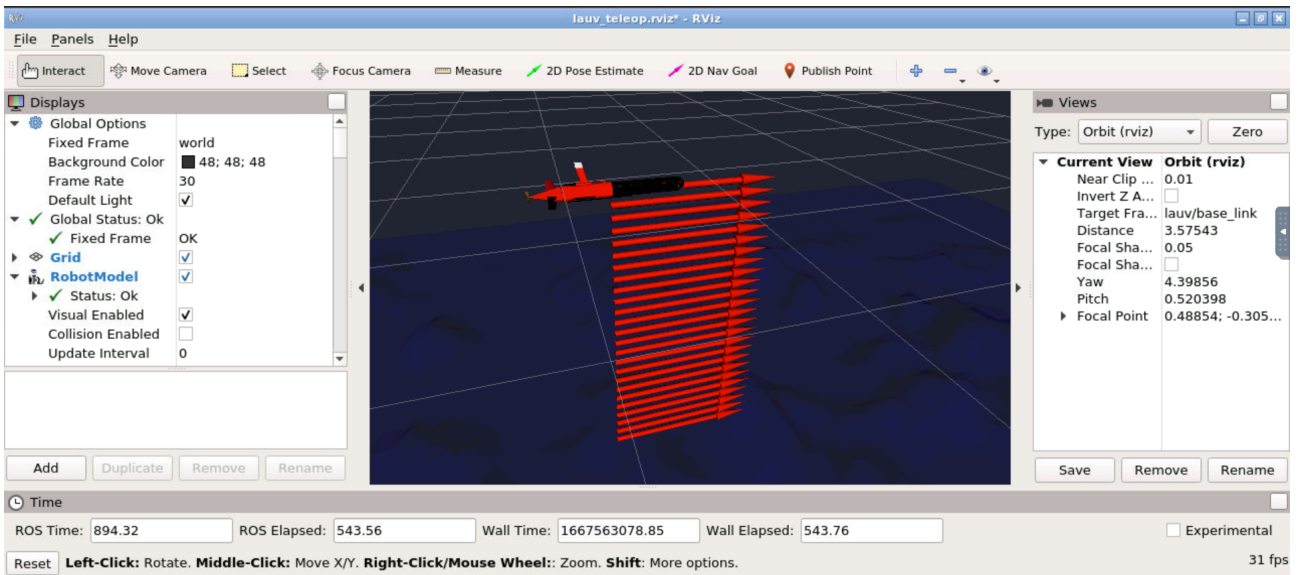 RViz
lauv_teleop.rviz* - RViz
File Panels Help
Interact Move Camera Select Focus Camera Measure 2D Pose Estimate 2D Nav Goal Publish Point
Displays
Global Options
Fixed Frame world
Background Color 48; 48; 48
Frame Rate 30
Default Light ✓
✓ Global Status: Ok
✓ Fixed Frame OK
Grid ✓
RobotModel ✓
✓ Status: Ok
Visual Enabled ✓
Collision Enabled
Update Interval 0
Add Duplicate Remove Rename
Views
Type: Orbit (rviz) Zero
Current View Orbit (rviz)
Near Clip ... 0.01
Invert Z A...
Target Fra... lauv/base_link
Distance 3.57543
Focal Sha... 0.05
Focal Sha...
Yaw 4.39856
Pitch 0.520398
Focal Point 0.48854; -0.305...
Save Remove Rename
Time
ROS Time: 894.32 ROS Elapsed: 543.56 Wall Time: 1667563078.85 Wall Elapsed: 543.76 Experimental
Reset Left-Click: Rotate. Middle-Click: Move X/Y. Right-Click/Mouse Wheel:: Zoom. Shift: More options. 31 fps